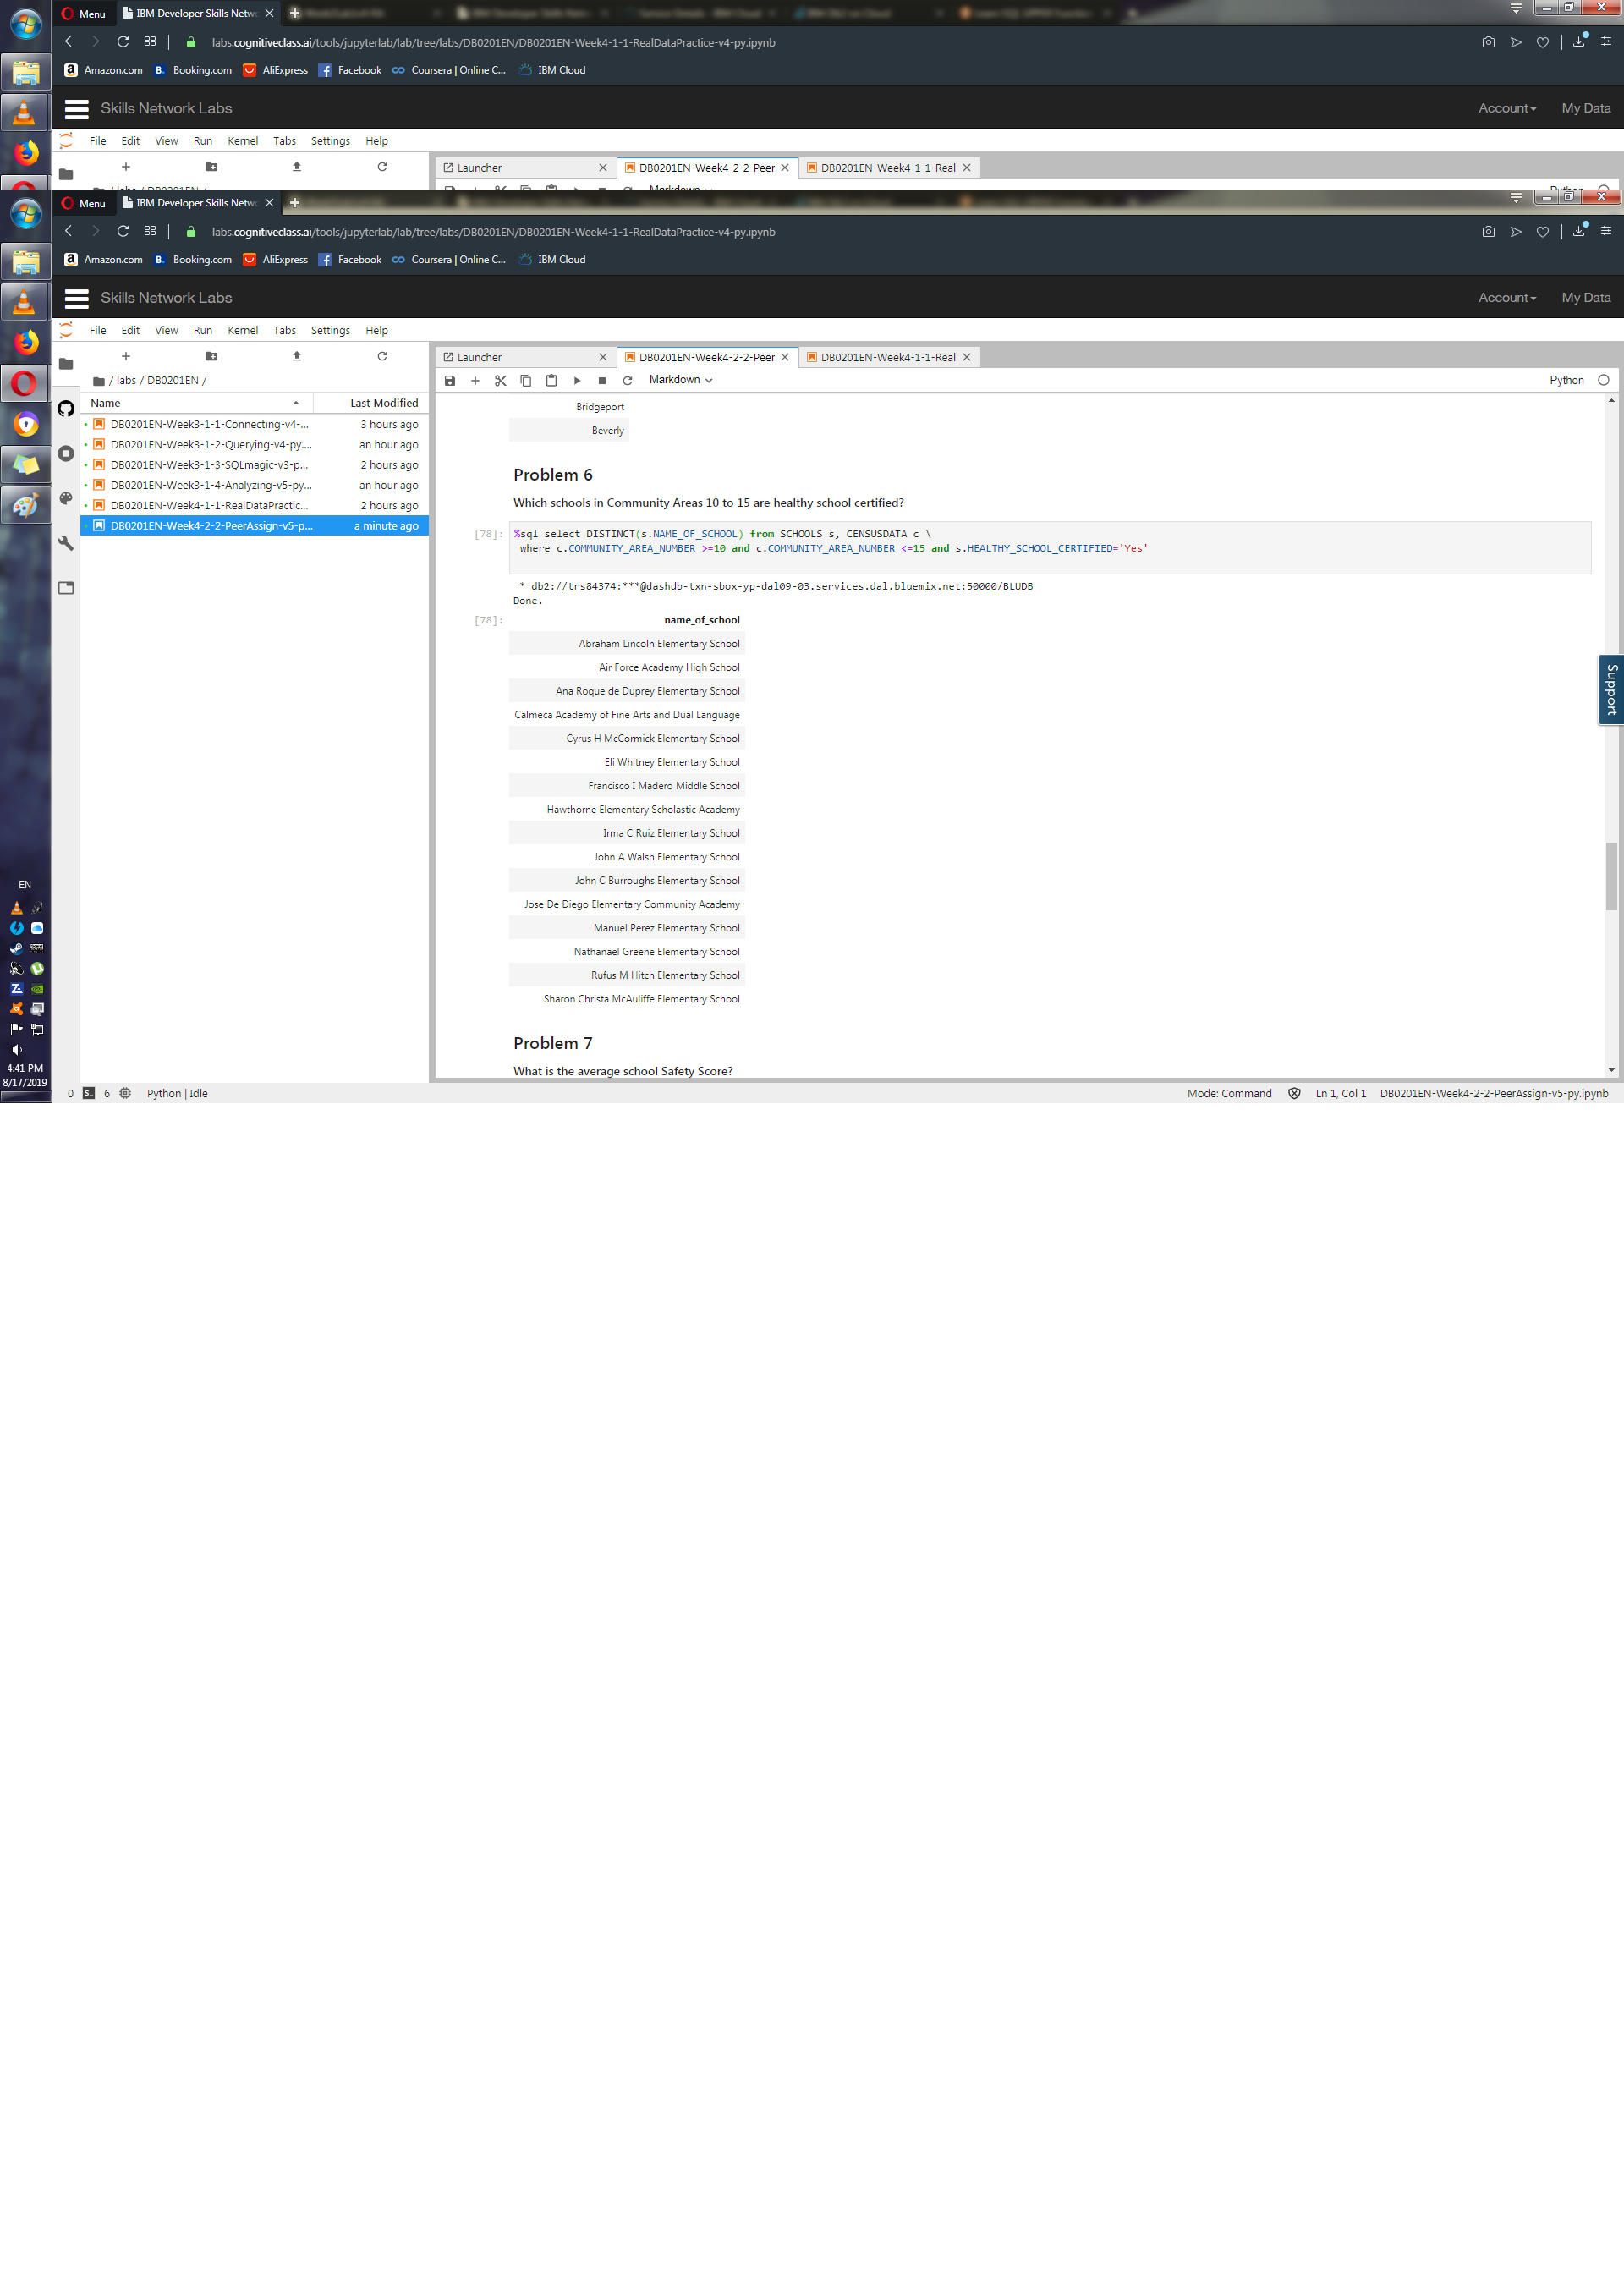 Menu
IBM Developer Skills Netwo
labs.cognitiveclass.ai/tools/jupyterlab/lab/tree/labs/DB0201EN/DB0201EN-Week4-1-1-RealDataPractice-v4-py.ipynb
Amazon.com B. Booking.com AliExpress Facebook Coursera | Online C... IBM Cloud
Skills Network Labs Account My Data
File Edit View Run Kernel Tabs Settings Help
Launcher DB0201EN-Week4-2-2-Peer DB0201EN-Week4-1-1-Real
Menu
IBM Developer Skills Netwo
labs.cognitiveclass.ai/tools/jupyterlab/lab/tree/labs/DB0201EN/DB0201EN-Week4-1-1-RealDataPractice-v4-py.ipynb
Amazon.com B. Booking.com AliExpress Facebook Coursera | Online C... IBM Cloud
Skills Network Labs Account My Data
File Edit View Run Kernel Tabs Settings Help
Launcher DB0201EN-Week4-2-2-Peer DB0201EN-Week4-1-1-Real
/ labs / DB0201EN /
Markdown Python
Name Last Modified
DB0201EN-Week3-1-1-Connecting-v4-... 3 hours ago
DB0201EN-Week3-1-2-Querying-v4-py.... an hour ago
DB0201EN-Week3-1-3-SQLmagic-v3-p... 2 hours ago
DB0201EN-Week3-1-4-Analyzing-v5-py... an hour ago
DB0201EN-Week4-1-1-RealDataPractic... 2 hours ago
DB0201EN-Week4-2-2-PeerAssign-v5-p... a minute ago
Bridgeport
Beverly
Problem 6
Which schools in Community Areas 10 to 15 are healthy school certified?
[78]: %sql select DISTINCT(s.NAME_OF_SCHOOL) from SCHOOLS s, CENSUSDATA c \
where c.COMMUNITY_AREA_NUMBER >=10 and c.COMMUNITY_AREA_NUMBER <=15 and s.HEALTHY_SCHOOL_CERTIFIED='Yes'
* db2://trs84374:***@dashdb-txn-sbox-yp-dal09-03.services.dal.bluemix.net:50000/BLUDB
Done.
[78]: name_of_school
Abraham Lincoln Elementary School
Air Force Academy High School
Ana Roque de Duprey Elementary School
Calmeca Academy of Fine Arts and Dual Language
Cyrus H McCormick Elementary School
Eli Whitney Elementary School
Francisco I Madero Middle School
Hawthorne Elementary Scholastic Academy
Irma C Ruiz Elementary School
John A Walsh Elementary School
John C Burroughs Elementary School
Jose De Diego Elementary Community Academy
Manuel Perez Elementary School
Nathanael Greene Elementary School
Rufus M Hitch Elementary School
Sharon Christa McAuliffe Elementary School
Problem 7
What is the average school Safety Score?
Support
EN
4:41 PM
8/17/2019
0 6 Python | Idle Mode: Command Ln 1, Col 1 DB0201EN-Week4-2-2-PeerAssign-v5-py.ipynb